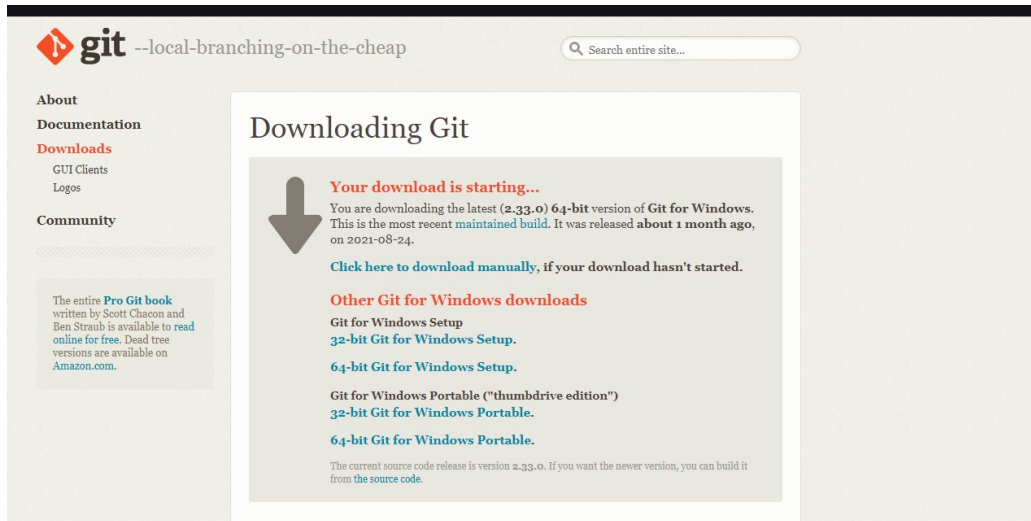 git --local-branching-on-the-cheap
Search entire site...
About
Documentation
Downloads
GUI Clients
Logos
Community
The entire Pro Git book
written by Scott Chacon and
Ben Straub is available to read
online for free. Dead tree
versions are available on
Amazon.com.
Downloading Git
Your download is starting...
You are downloading the latest (2.33.0) 64-bit version of Git for Windows.
This is the most recent maintained build. It was released about 1 month ago,
on 2021-08-24.
Click here to download manually, if your download hasn't started.
Other Git for Windows downloads
Git for Windows Setup
32-bit Git for Windows Setup.
64-bit Git for Windows Setup.
Git for Windows Portable ("thumbdrive edition")
32-bit Git for Windows Portable.
64-bit Git for Windows Portable.
The current source code release is version 2.33.0. If you want the newer version, you can build it
from the source code.